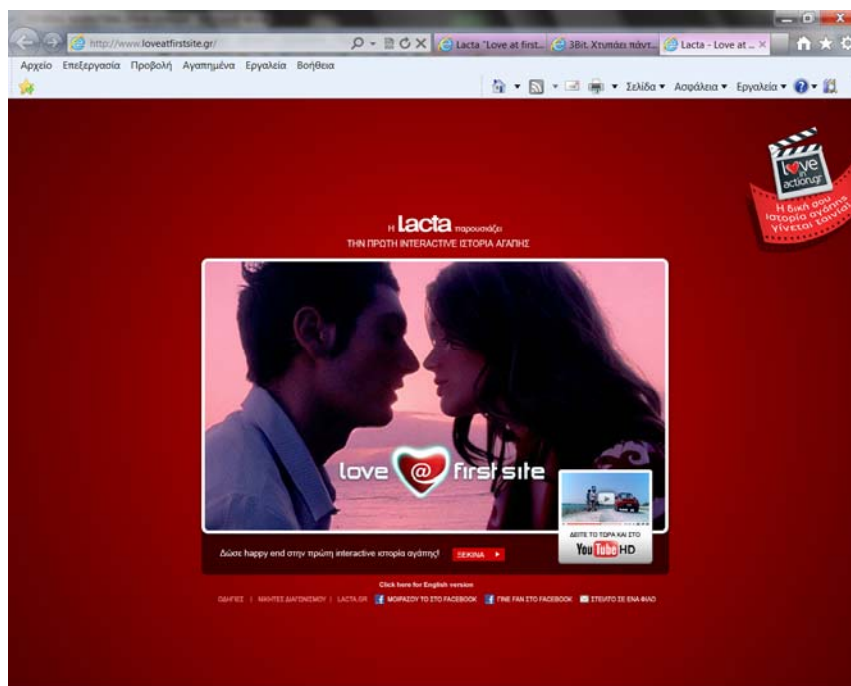 http://www.loveatfirstsite.gr/
Lacta "Love at first...
3Bit. Χτυπάει πάντ...
Lacta - Love at ...
Αρχείο Επεξεργασία Προβολή Αγαπημένα Εργαλεία Βοήθεια
Σελίδα Ασφάλεια Εργαλεία
love
in
action.gr
Η δική σου
ιστορία αγάπης
γίνεται ταινία!
Η Lacta παρουσιάζει
ΤΗΝ ΠΡΩΤΗ INTERACTIVE ΙΣΤΟΡΙΑ ΑΓΑΠΗΣ
love @ first site
ΔΕΙΤΕ ΤΟ ΤΩΡΑ ΚΑΙ ΣΤΟ
YouTube HD
Δώσε happy end στην πρώτη interactive ιστορία αγάπης!
ΞΕΚΙΝΑ
Click here for English version
ΟΔΗΓΙΕΣ | ΝΙΚΗΤΕΣ ΔΙΑΓΩΝΙΣΜΟΥ | LACTA.GR ΜΟΙΡΑΣΟΥ ΤΟ ΣΤΟ FACEBOOK ΓΙΝΕ FAN ΣΤΟ FACEBOOK ΣΤΕΙΛΤΟ ΣΕ ΕΝΑ ΦΙΛΟ